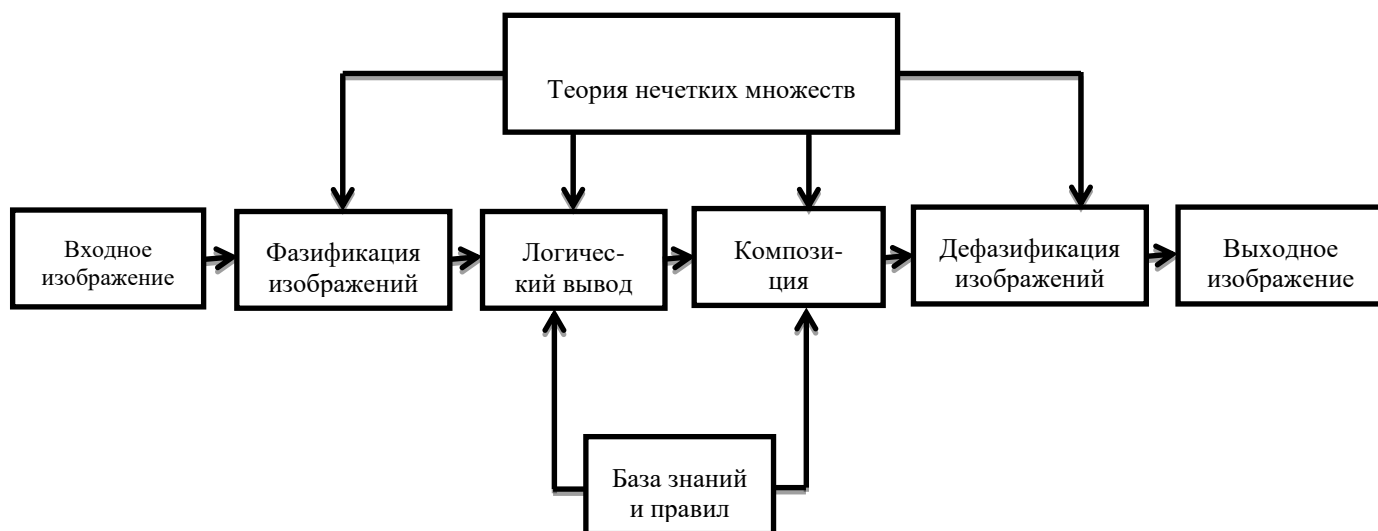 Теория нечетких множеств
Входное
изображение
Фазификация
изображений
Логичес-
кий вывод
Компози-
ция
Дефазификация
изображений
Выходное
изображение
База знаний
и правил